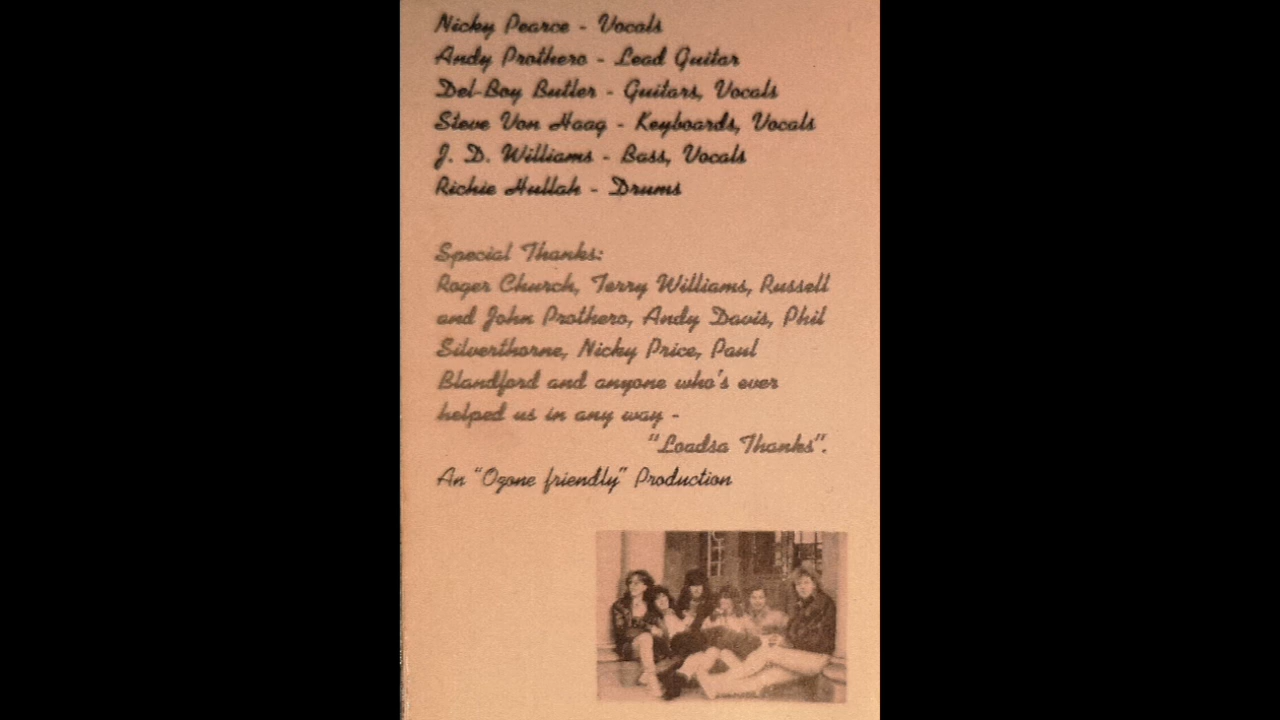 Nicky Pearce - Vocals
Andy Prothero - Lead Guitar
Del-Boy Butler - Guitars, Vocals
Steve Von Haag - Keyboards, Vocals
J. D. Williams - Bass, Vocals
Richie Hullah - Drums
Special Thanks:
Roger Church, Terry Williams, Russell
and John Prothero, Andy Davis, Phil
Silverthorne, Nicky Price, Paul
Blandford and anyone who's ever
helped us in any way -
"Loadsa Thanks".
An "Ozone friendly" Production